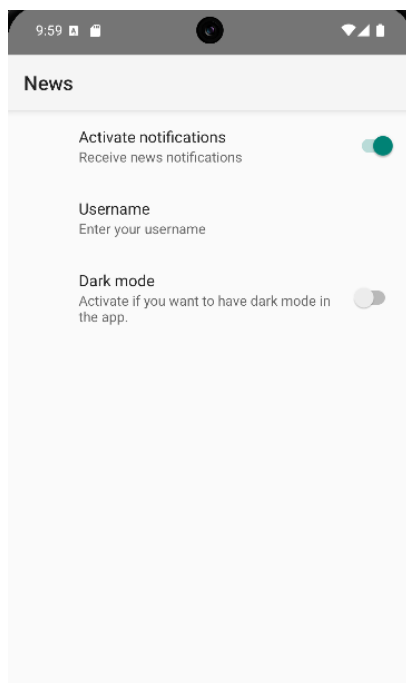 9:59
News
Activate notifications
Receive news notifications
Username
Enter your username
Dark mode
Activate if you want to have dark mode in
the app.